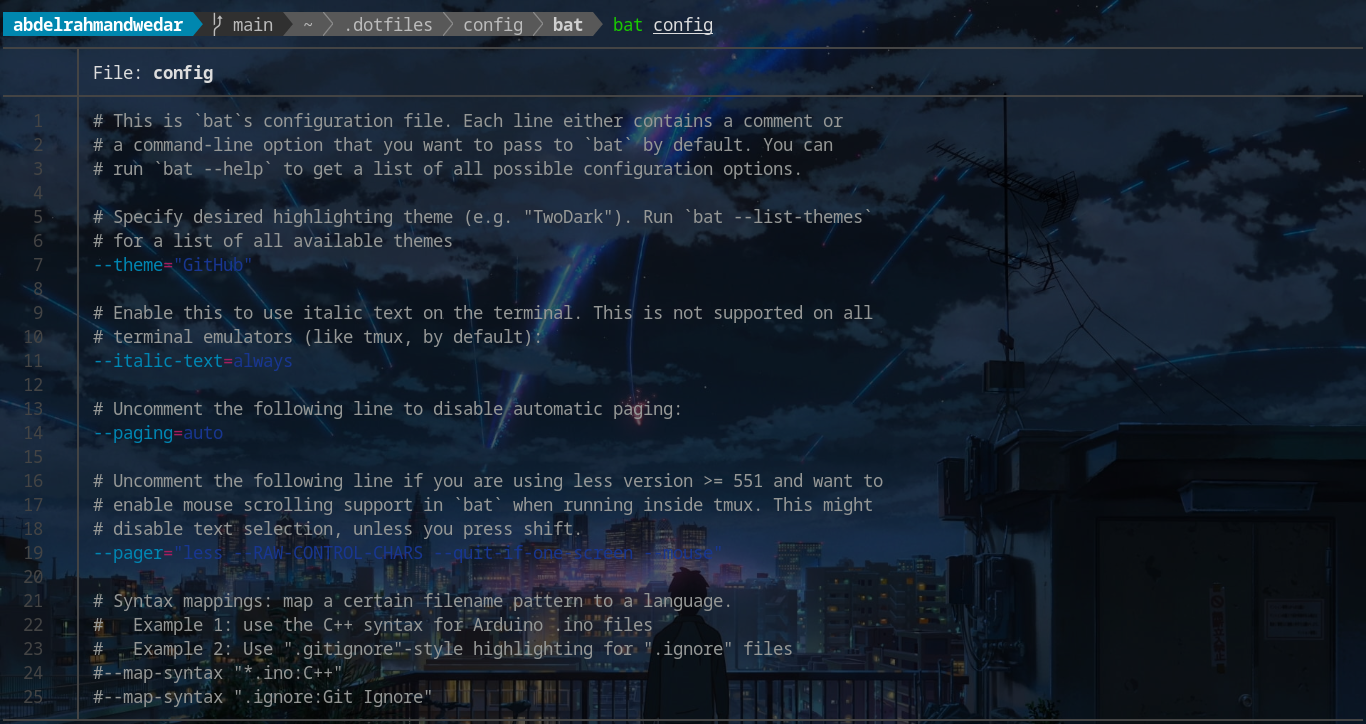 abdelrahmandwedar main ~ .dotfiles config bat bat config
File: config
1 # This is `bat`s configuration file. Each line either contains a comment or
2 # a command-line option that you want to pass to `bat` by default. You can
3 # run `bat --help` to get a list of all possible configuration options.
4
5 # Specify desired highlighting theme (e.g. "TwoDark"). Run `bat --list-themes`
6 # for a list of all available themes
7 --theme="GitHub"
8
9 # Enable this to use italic text on the terminal. This is not supported on all
10 # terminal emulators (like tmux, by default):
11 --italic-text=always
12
13 # Uncomment the following line to disable automatic paging:
14 --paging=auto
15
16 # Uncomment the following line if you are using less version >= 551 and want to
17 # enable mouse scrolling support in `bat` when running inside tmux. This might
18 # disable text selection, unless you press shift.
19 --pager="less --RAW-CONTROL-CHARS --quit-if-one-screen --mouse"
20
21 # Syntax mappings: map a certain filename pattern to a language.
22 #   Example 1: use the C++ syntax for Arduino .ino files
23 #   Example 2: Use ".gitignore"-style highlighting for ".ignore" files
24 #--map-syntax "*.ino:C++"
25 #--map-syntax ".ignore:Git Ignore"